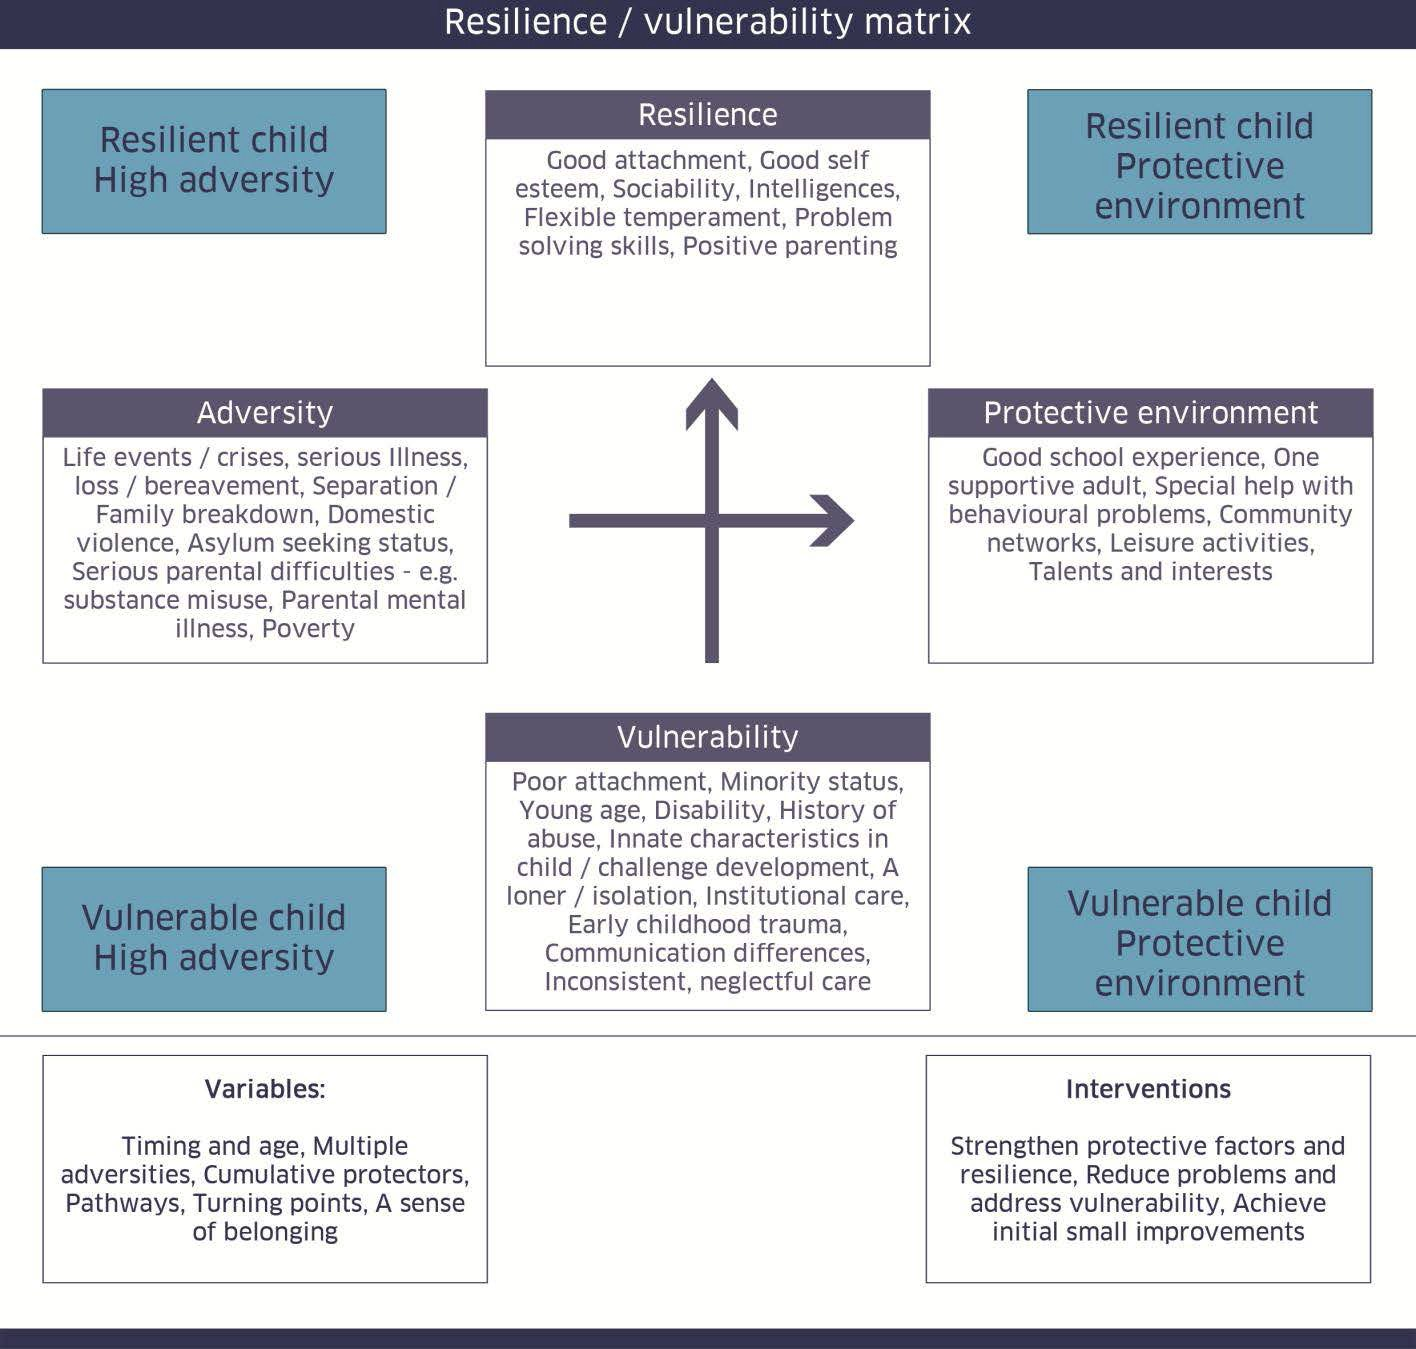 Resilience / vulnerability matrix
Resilient child
High adversity
Resilience
Good attachment, Good self
esteem, Sociability, Intelligences,
Flexible temperament, Problem
solving skills, Positive parenting
Resilient child
Protective
environment
Adversity
Life events / crises, serious Illness,
loss / bereavement, Separation /
Family breakdown, Domestic
violence, Asylum seeking status,
Serious parental difficulties - e.g.
substance misuse, Parental mental
illness, Poverty
Protective environment
Good school experience, One
supportive adult, Special help with
behavioural problems, Community
networks, Leisure activities,
Talents and interests
Vulnerability
Poor attachment, Minority status,
Young age, Disability, History of
abuse, Innate characteristics in
child / challenge development, A
loner / isolation, Institutional care,
Early childhood trauma,
Communication differences,
Inconsistent, neglectful care
Vulnerable child
High adversity
Vulnerable child
Protective
environment
Variables:
Timing and age, Multiple
adversities, Cumulative protectors,
Pathways, Turning points, A sense
of belonging
Interventions
Strengthen protective factors and
resilience, Reduce problems and
address vulnerability, Achieve
initial small improvements